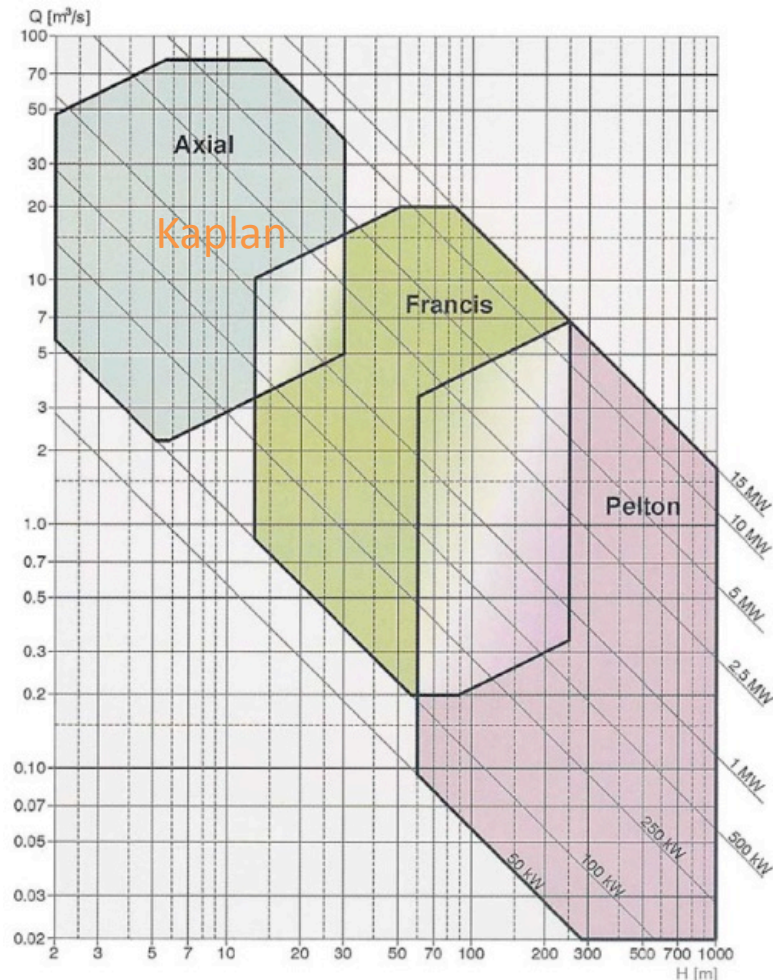 Q [m³/s]
100
70
50
30
20
10
7
5
3
2
1.0
0.7
0.5
0.3
0.2
0.10
0.07
0.05
0.03
0.02
Axial
Kaplan
Francis
Pelton
15 MW
10 MW
5 MW
2.5 MW
1 MW
500 kW
250 kW
100 kW
50 kW
2 3 5 7 10 20 30 50 70 100 200 300 500 700 1000
H [m]